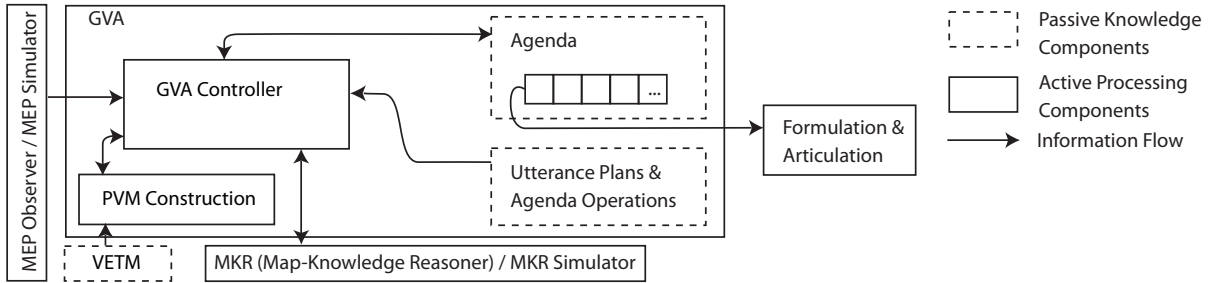 MEP Observer / MEP Simulator
GVA
GVA Controller
PVM Construction
VETM
MKR (Map-Knowledge Reasoner) / MKR Simulator
Agenda
...
Utterance Plans &
Agenda Operations
Formulation &
Articulation
Passive Knowledge
Components
Active Processing
Components
Information Flow